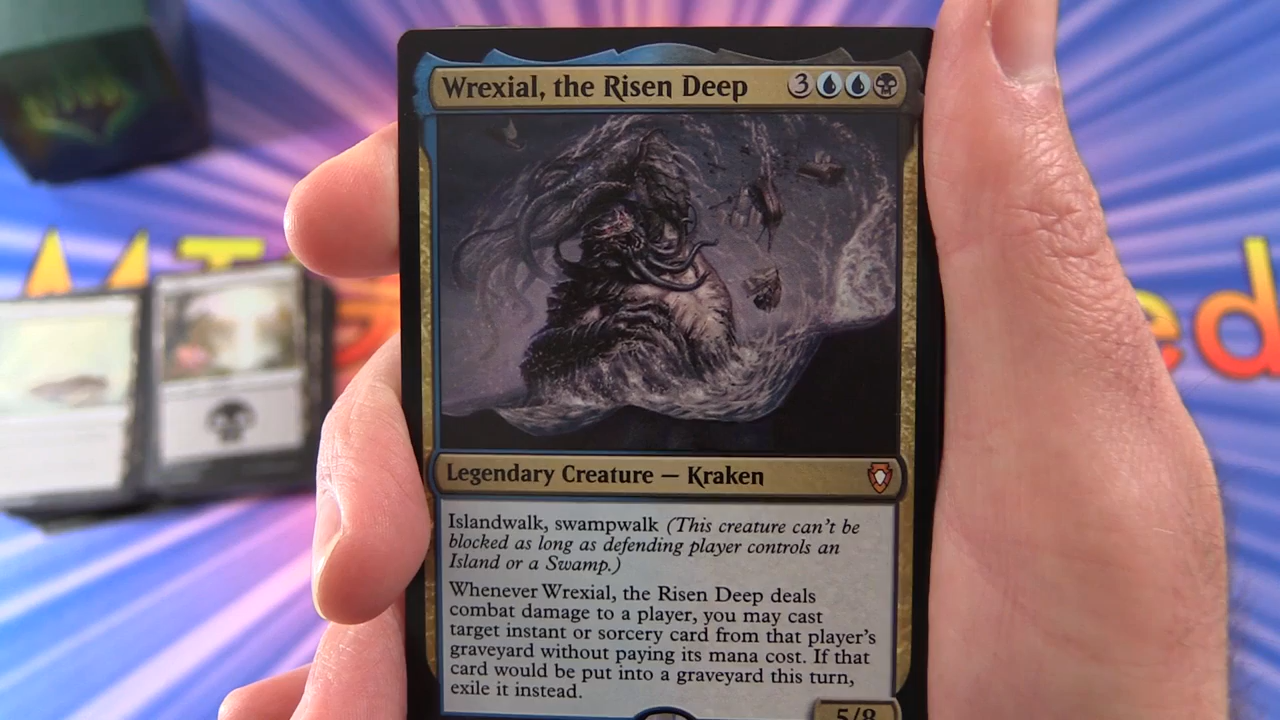 Wrexial, the Risen Deep 3
Legendary Creature — Kraken
Islandwalk, swampwalk (This creature can't be
blocked as long as defending player controls an
Island or a Swamp.)
Whenever Wrexial, the Risen Deep deals
combat damage to a player, you may cast
target instant or sorcery card from that player's
graveyard without paying its mana cost. If that
card would be put into a graveyard this turn,
exile it instead.
5/8